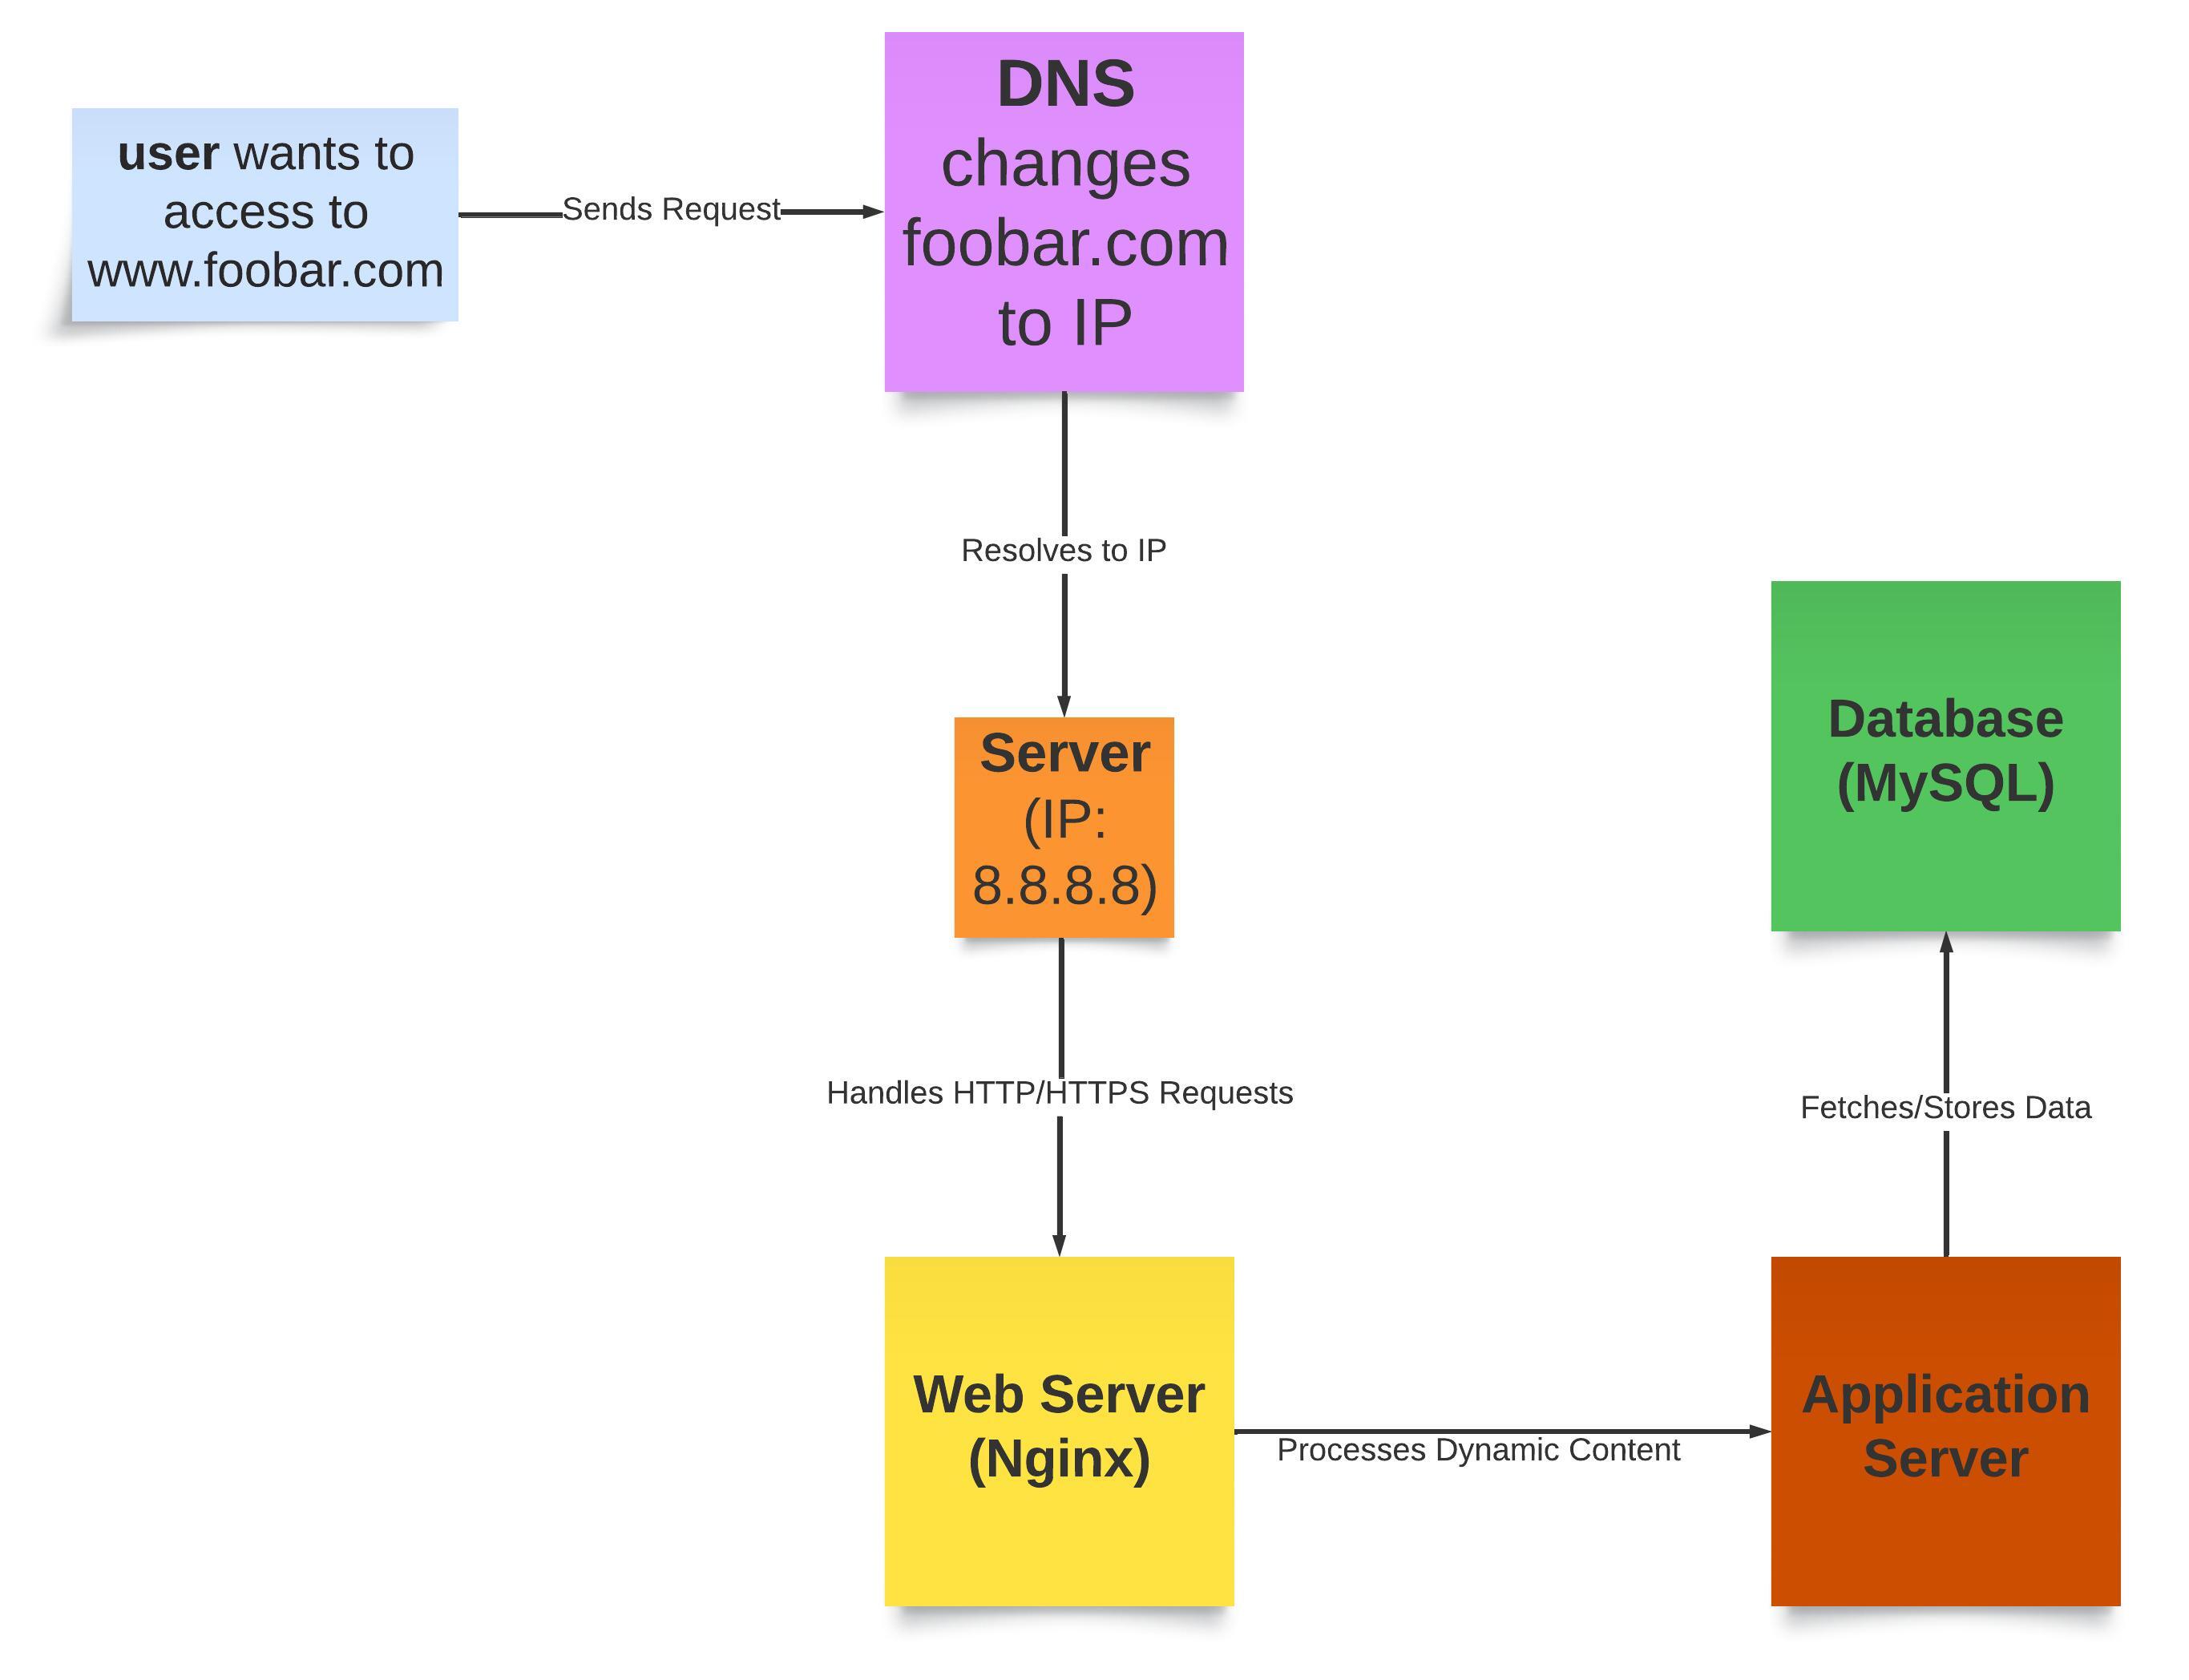 user wants to
access to
www.foobar.com
Sends Request
DNS
changes
foobar.com
to IP
Resolves to IP
Server
(IP:
8.8.8.8)
Handles HTTP/HTTPS Requests
Web Server
(Nginx)
Processes Dynamic Content
Application
Server
Fetches/Stores Data
Database
(MySQL)